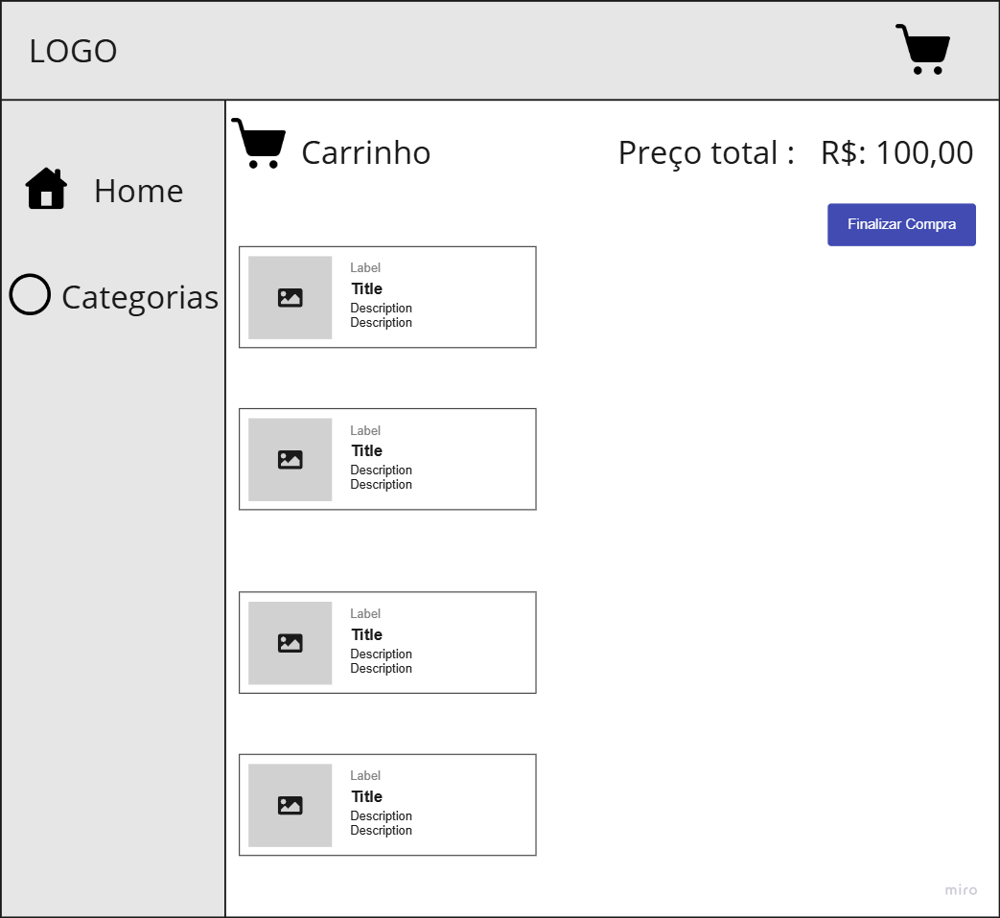 LOGO
Home
Categorias
Carrinho
Preço total : R$: 100,00
Finalizar Compra
Label
Title
Description
Description
Label
Title
Description
Description
Label
Title
Description
Description
Label
Title
Description
Description
miro